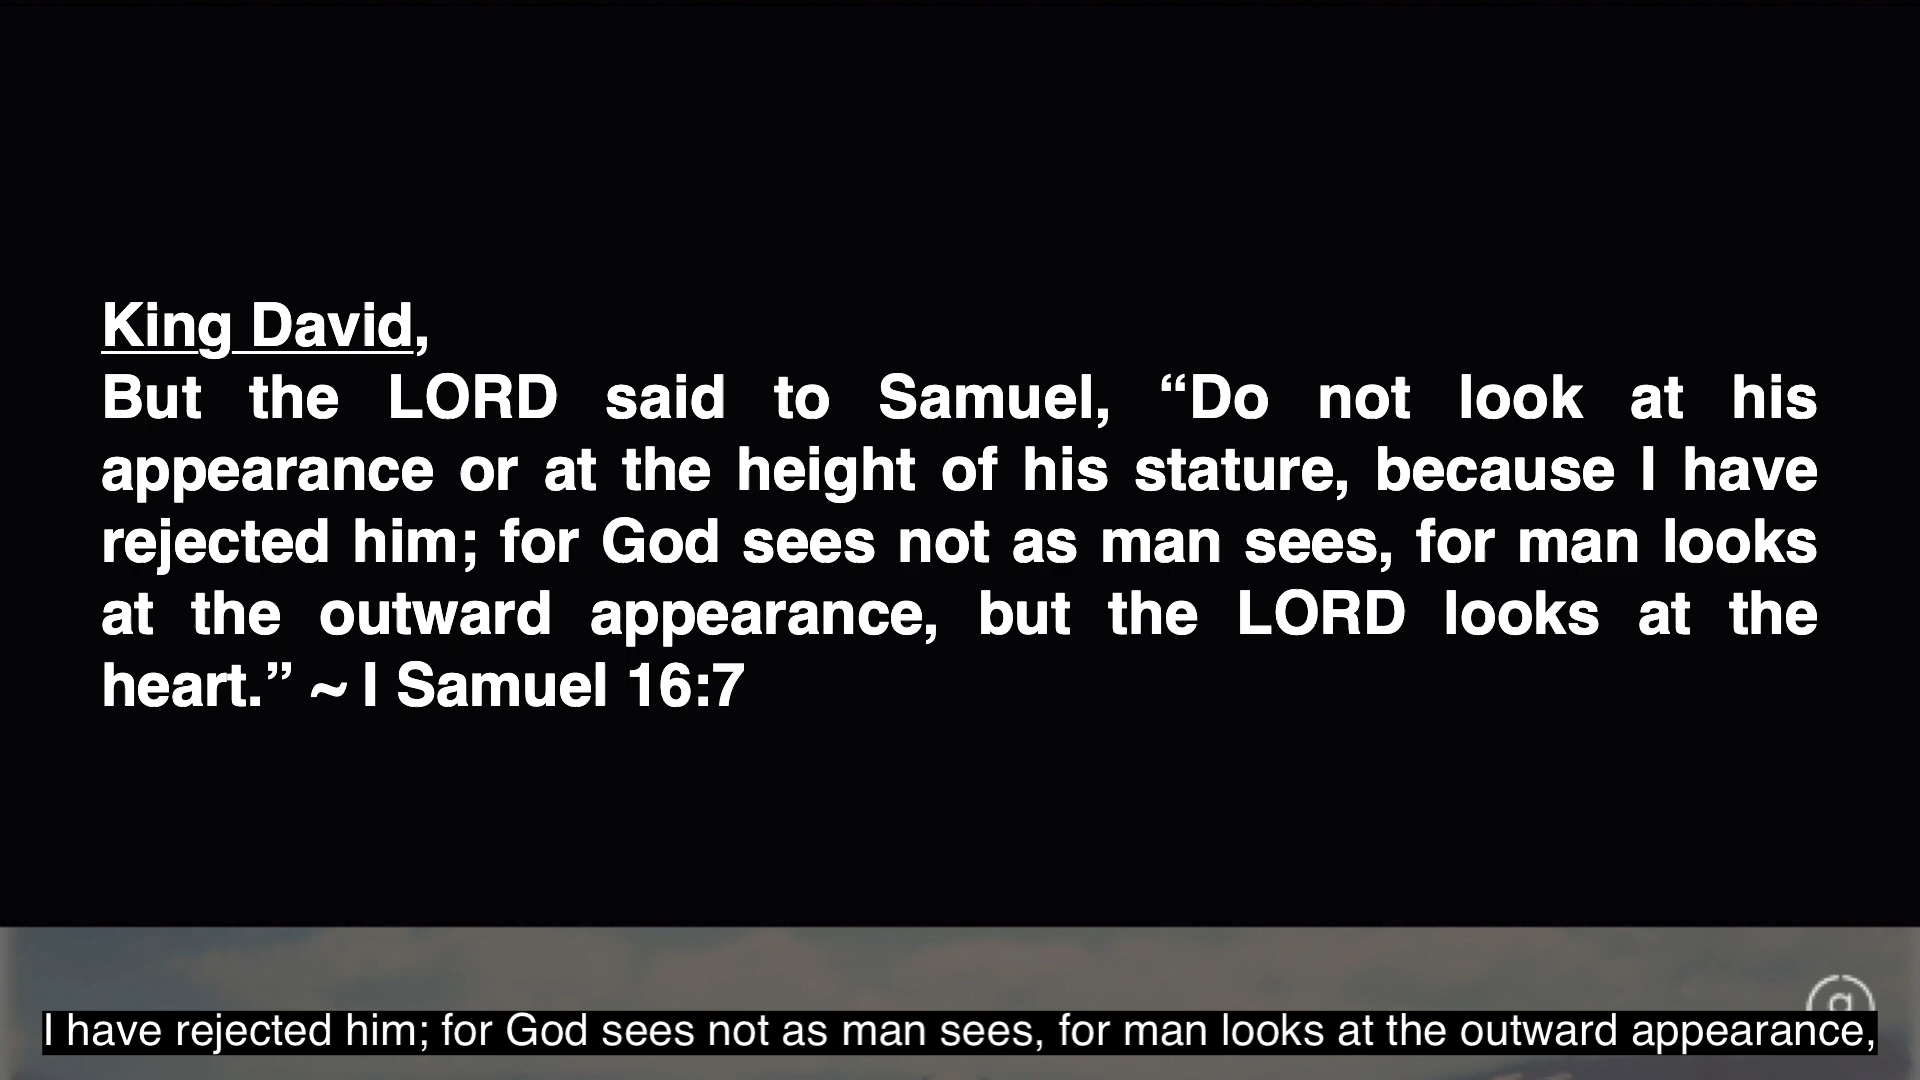 King David,
But the LORD said to Samuel, “Do not look at his
appearance or at the height of his stature, because I have
rejected him; for God sees not as man sees, for man looks
at the outward appearance, but the LORD looks at the
heart.” ~ I Samuel 16:7
I have rejected him; for God sees not as man sees, for man looks at the outward appearance,